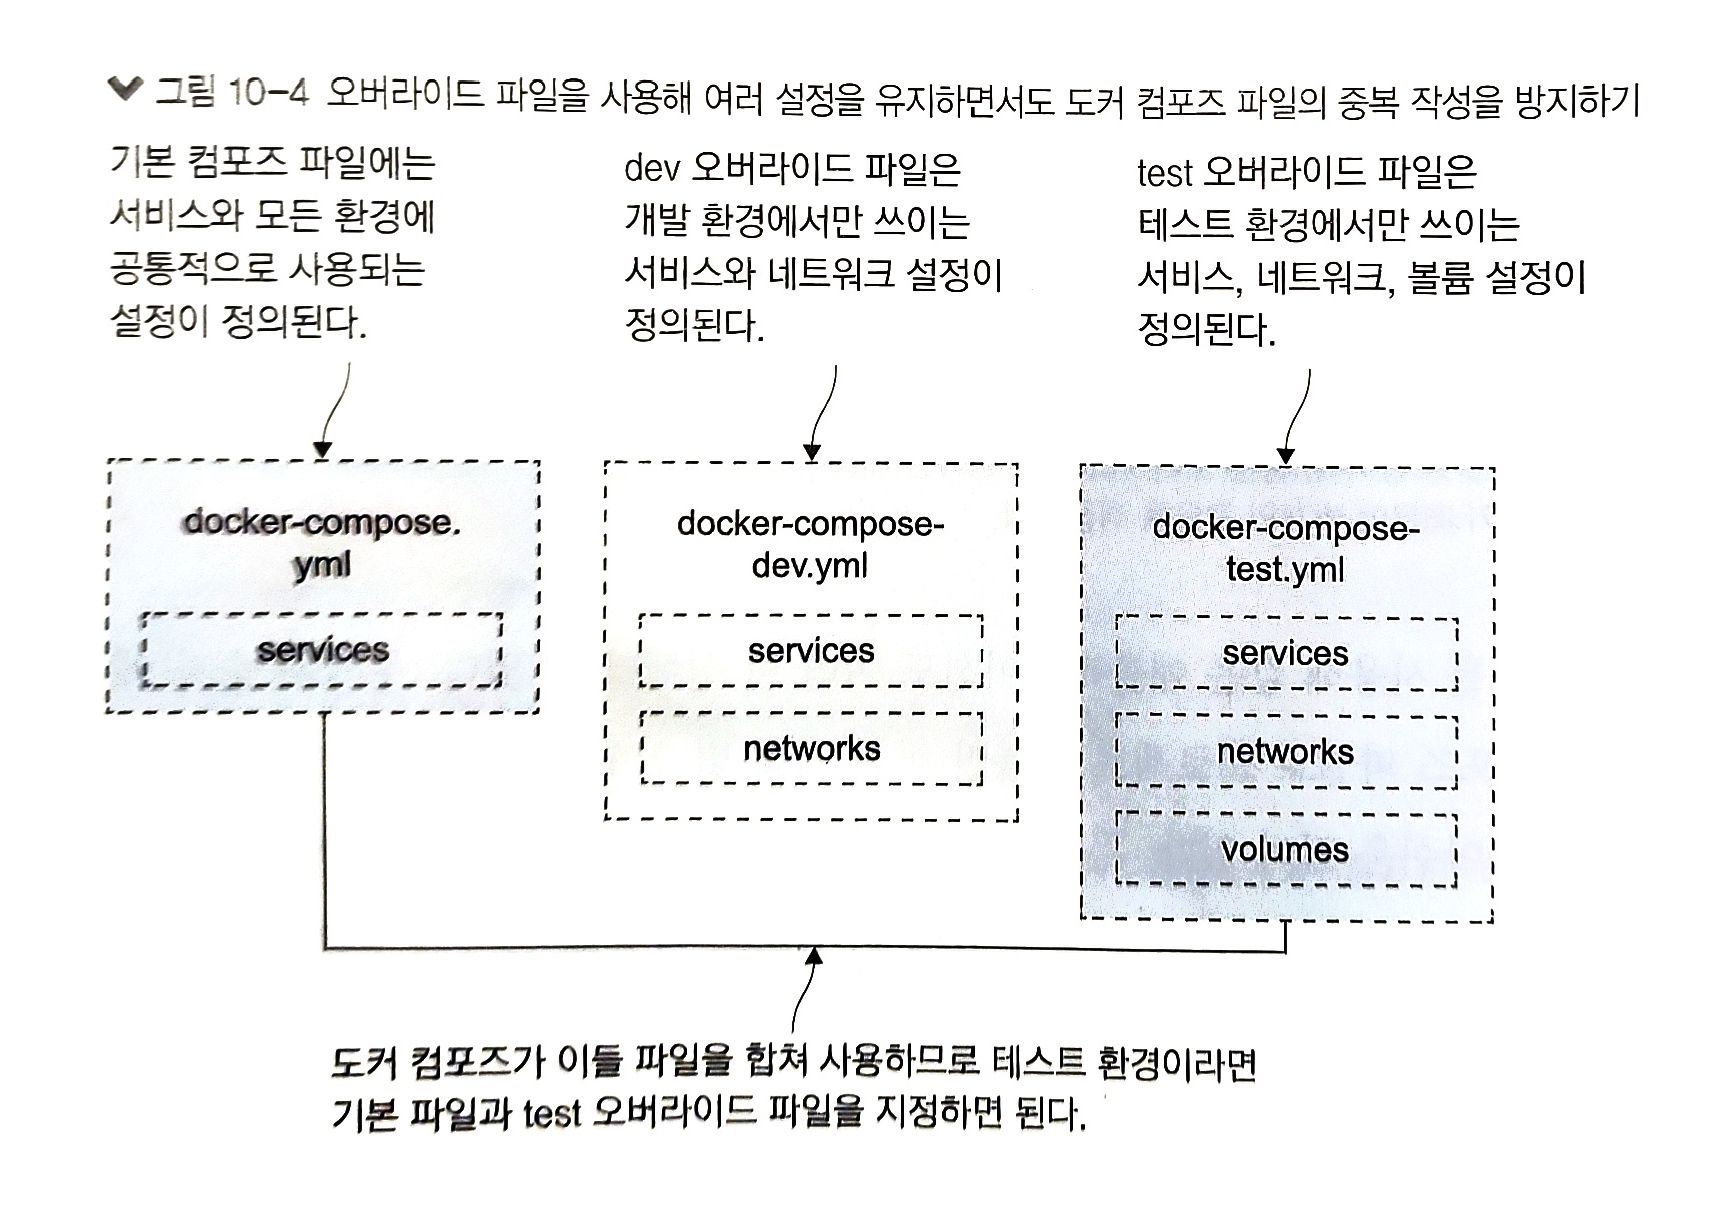 그림 10-4 오버라이드 파일을 사용해 여러 설정을 유지하면서도 도커 컴포즈 파일의 중복 작성을 방지하기
기본 컴포즈 파일에는
서비스와 모든 환경에
공통적으로 사용되는
설정이 정의된다.
dev 오버라이드 파일은
개발 환경에서만 쓰이는
서비스와 네트워크 설정이
정의된다.
test 오버라이드 파일은
테스트 환경에서만 쓰이는
서비스, 네트워크, 볼륨 설정이
정의된다.
docker-compose.
yml
services
docker-compose-
dev.yml
services
networks
docker-compose-
test.yml
services
networks
volumes
도커 컴포즈가 이들 파일을 합쳐 사용하므로 테스트 환경이라면
기본 파일과 test 오버라이드 파일을 지정하면 된다.